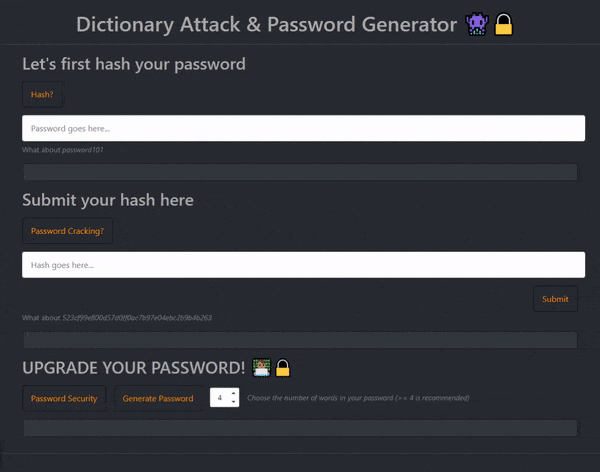 Dictionary Attack & Password Generator
Let's first hash your password
Hash?
Password goes here...
What about password10?
Submit your hash here
Password Cracking?
Hash goes here...
Submit
What about
UPGRADE YOUR PASSWORD!
Password Security Generate Password 4 Choose the number of words in your password (>= 4 is recommended)